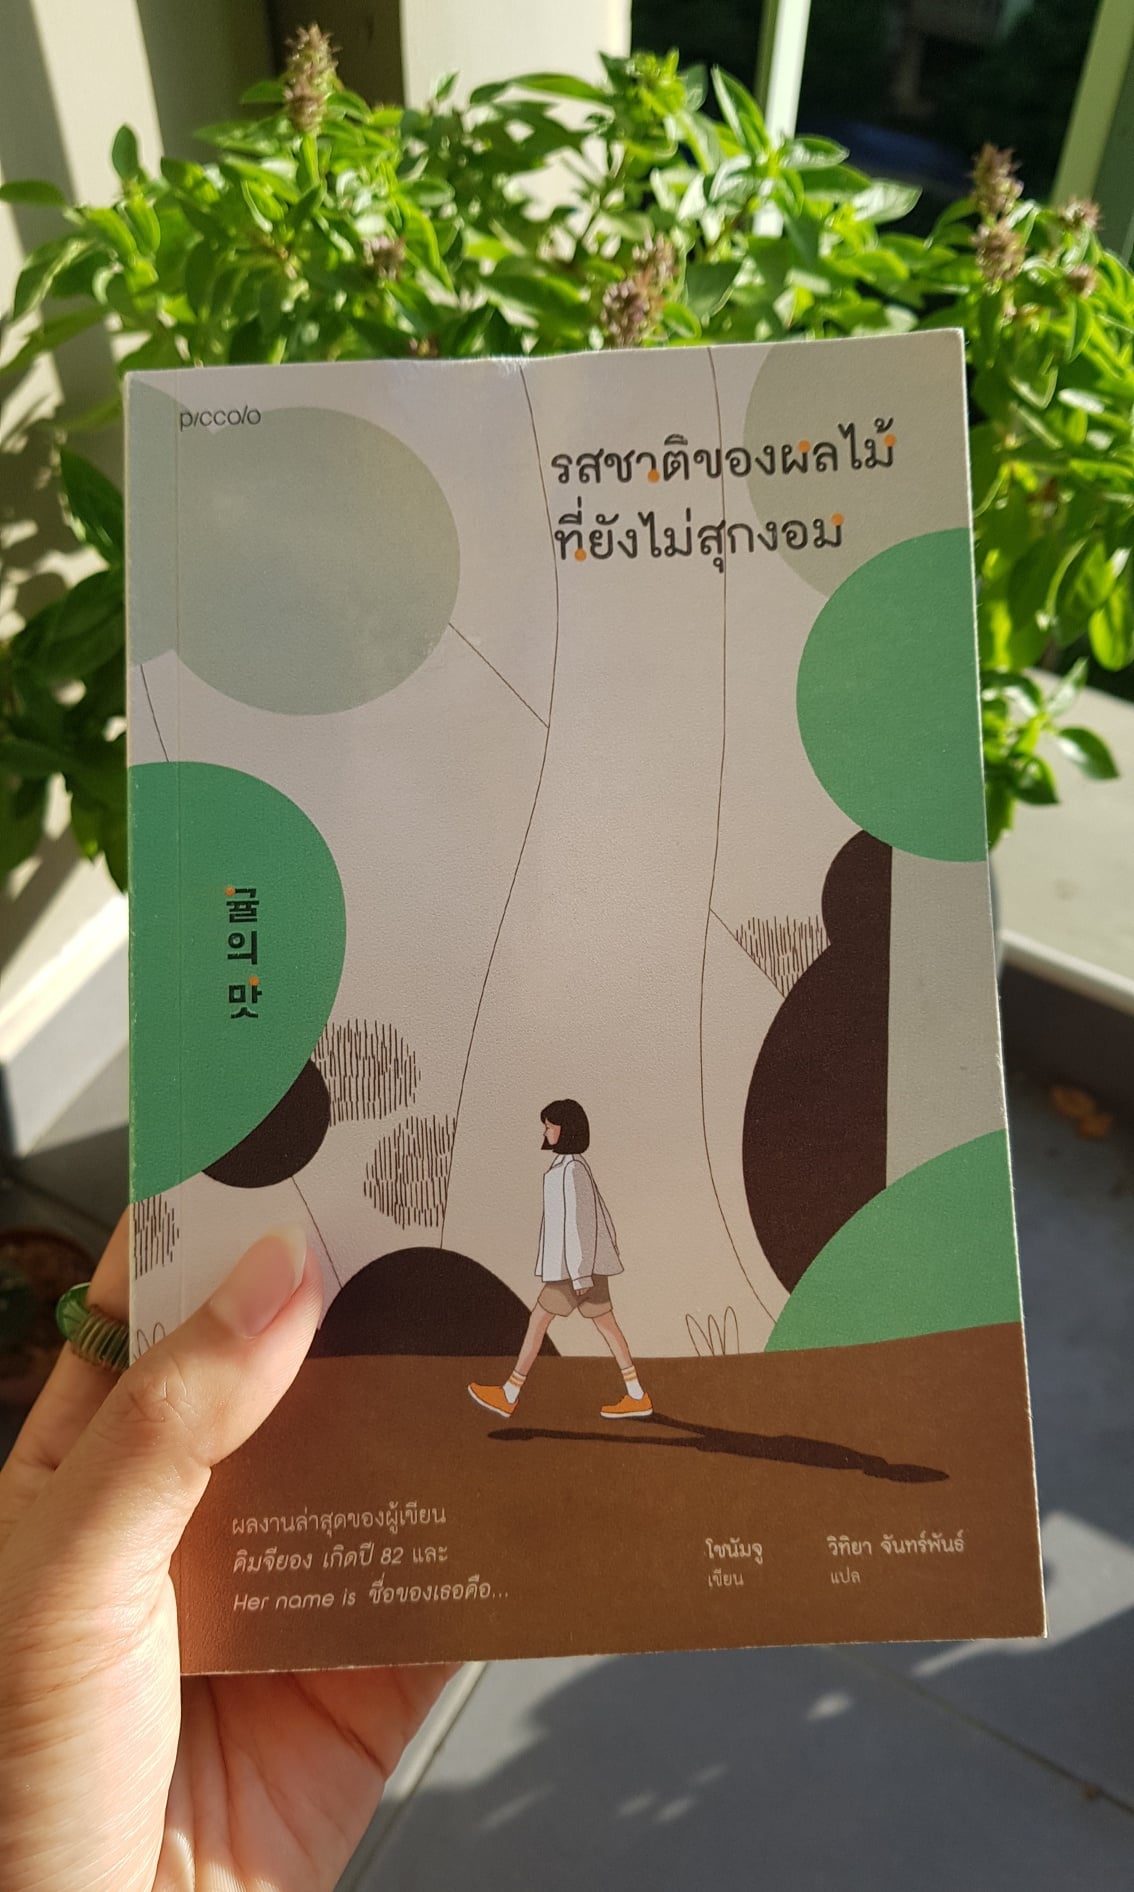 piccolo
รสชาติของผลไม้
ที่ยังไม่สุกงอม
귤의 맛
ผลงานล่าสุดของผู้เขียน
คิมจียอง เกิดปี 82 และ
Her name is ชื่อของเธอคือ...
โชนัมจู
เขียน
วิทิยา จันทร์พันธ์
แปล